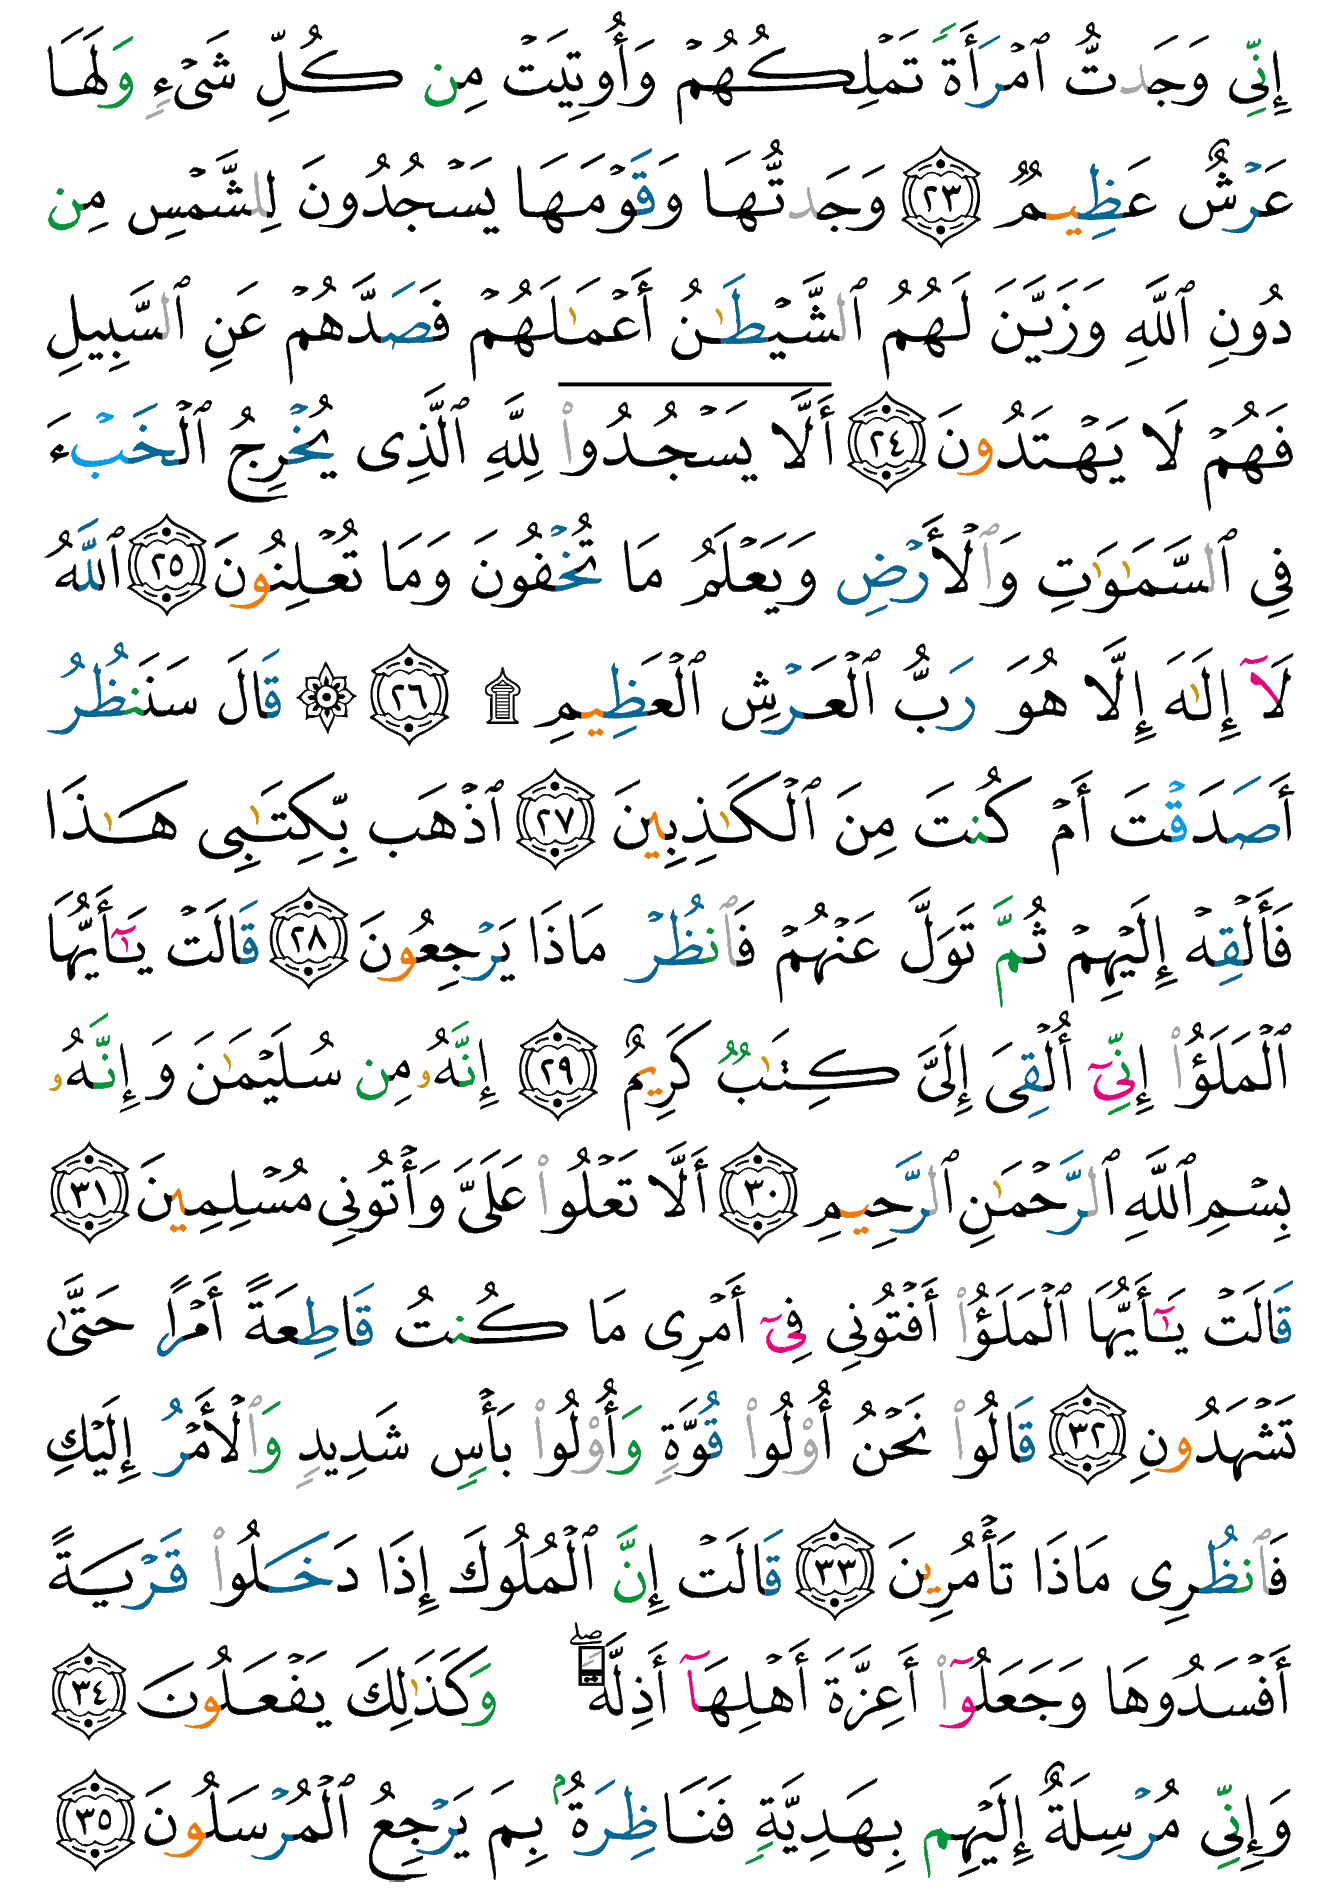 إِنِّى وَجَدتُّ ٱمْرَأَةً تَمْلِكُهُمْ وَأُوتِيَتْ مِن كُلِّ شَىْءٍ وَلَهَا
عَرْشٌ عَظِيمٌ ٢٣ وَجَدتُّهَا وَقَوْمَهَا يَسْجُدُونَ لِلشَّمْسِ مِن
دُونِ ٱللَّهِ وَزَيَّنَ لَهُمُ ٱلشَّيْطَٰنُ أَعْمَٰلَهُمْ فَصَدَّهُمْ عَنِ ٱلسَّبِيلِ
فَهُمْ لَا يَهْتَدُونَ ٢٤ أَلَّا يَسْجُدُوا۟ لِلَّهِ ٱلَّذِى يُخْرِجُ ٱلْخَبْءَ
فِى ٱلسَّمَٰوَٰتِ وَٱلْأَرْضِ وَيَعْلَمُ مَا تُخْفُونَ وَمَا تُعْلِنُونَ ٢٥ ٱللَّهُ
لَآ إِلَٰهَ إِلَّا هُوَ رَبُّ ٱلْعَرْشِ ٱلْعَظِيمِ ۩ ٢٦ ۞ قَالَ سَنَنظُرُ
أَصَدَقْتَ أَمْ كُنتَ مِنَ ٱلْكَٰذِبِينَ ٢٧ ٱذْهَب بِّكِتَٰبِى هَٰذَا
فَأَلْقِهْ إِلَيْهِمْ ثُمَّ تَوَلَّ عَنْهُمْ فَٱنظُرْ مَاذَا يَرْجِعُونَ ٢٨ قَالَتْ يَٰٓأَيُّهَا
ٱلْمَلَؤُا۟ إِنِّىٓ أُلْقِىَ إِلَىَّ كِتَٰبٌ كَرِيمٌ ٢٩ إِنَّهُۥ مِن سُلَيْمَٰنَ وَإِنَّهُۥ
بِسْمِ ٱللَّهِ ٱلرَّحْمَٰنِ ٱلرَّحِيمِ ٣٠ أَلَّا تَعْلُوا۟ عَلَىَّ وَأْتُونِى مُسْلِمِينَ ٣١
قَالَتْ يَٰٓأَيُّهَا ٱلْمَلَؤُا۟ أَفْتُونِى فِىٓ أَمْرِى مَا كُنتُ قَاطِعَةً أَمْرًا حَتَّىٰ
تَشْهَدُونِ ٣٢ قَالُوا۟ نَحْنُ أُو۟لُوا۟ قُوَّةٍ وَأُو۟لُوا۟ بَأْسٍ شَدِيدٍ وَٱلْأَمْرُ إِلَيْكِ
فَٱنظُرِى مَاذَا تَأْمُرِينَ ٣٣ قَالَتْ إِنَّ ٱلْمُلُوكَ إِذَا دَخَلُوا۟ قَرْيَةً
أَفْسَدُوهَا وَجَعَلُوٓا۟ أَعِزَّةَ أَهْلِهَآ أَذِلَّةً ۖ وَكَذَٰلِكَ يَفْعَلُونَ ٣٤
وَإِنِّى مُرْسِلَةٌ إِلَيْهِم بِهَدِيَّةٍ فَنَاظِرَةٌۢ بِمَ يَرْجِعُ ٱلْمُرْسَلُونَ ٣٥